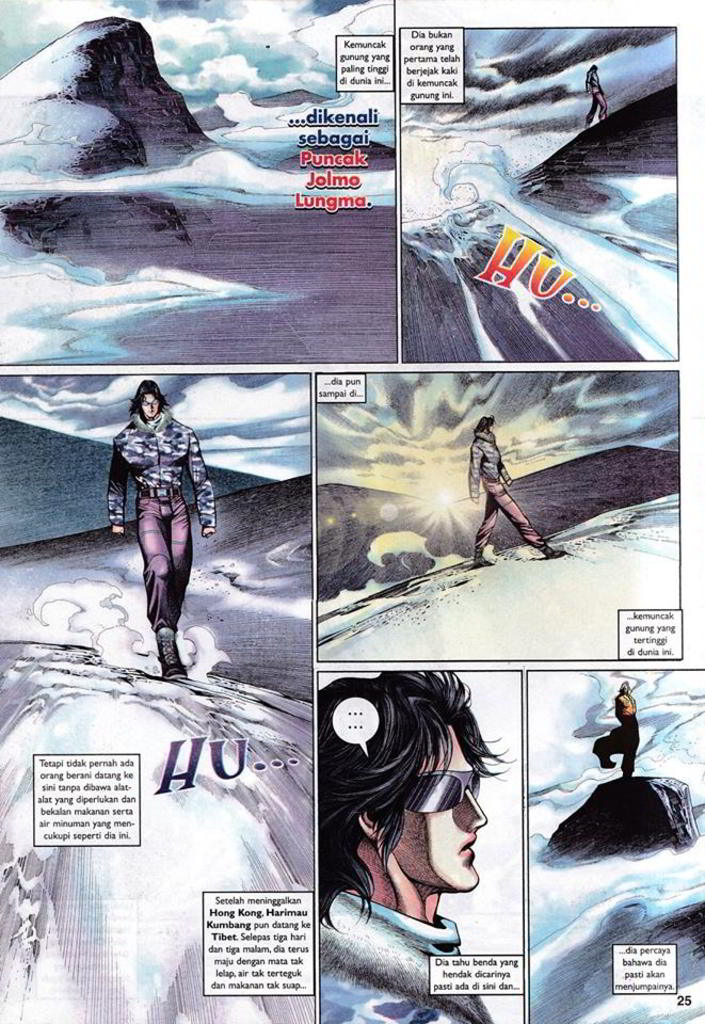 Kemuncak
gunung yang
paling tinggi
di dunia ini...
...dikenali
sebagai
Puncak
Jolmo
Lungma.
Dia bukan
orang yang
pertama telah
berjejak kaki
di kemuncak
gunung ini.
HU...
Tetapi tidak pernah ada
orang berani datang ke
sini tanpa dibawa alat-
alat yang diperlukan dan
bekalan makanan serta
air minuman yang men-
cukupi seperti dia ini.
HU...
Setelah meninggalkan
Hong Kong, Harimau
Kumbang pun datang ke
Tibet. Selepas tiga hari
dan tiga malam, dia terus
maju dengan mata tak
lelap, air tak terteguk
dan makanan tak suap...
...dia pun
sampai di...
...kemuncak
gunung yang
tertinggi
di dunia ini.
...
...
Dia tahu benda yang
hendak dicarinya
pasti ada di sini dan...
...dia percaya
bahawa dia
pasti akan
menjumpainya.
25